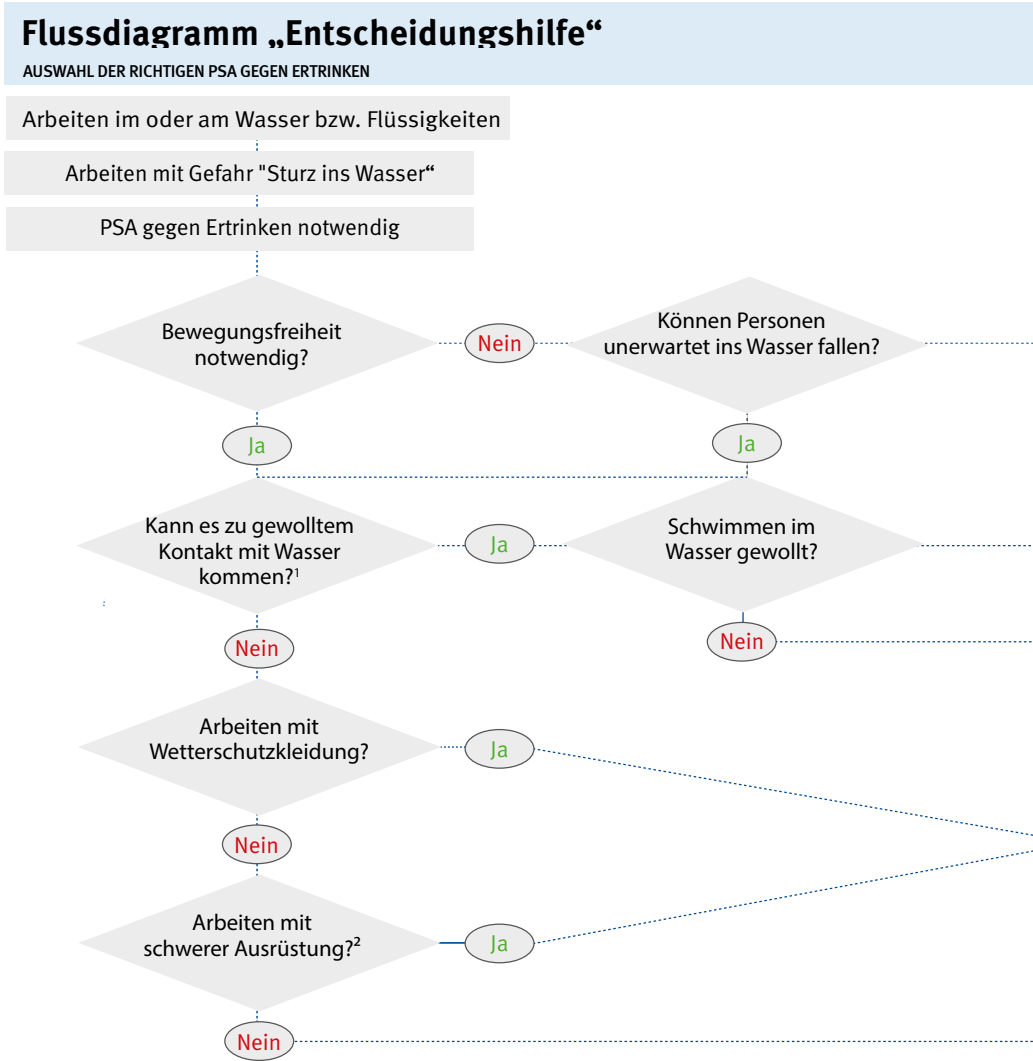 Flussdiagramm „Entscheidungshilfe“
AUSWAHL DER RICHTIGEN PSA GEGEN ERTRINKEN
Arbeiten im oder am Wasser bzw. Flüssigkeiten
Arbeiten mit Gefahr "Sturz ins Wasser“
PSA gegen Ertrinken notwendig
Bewegungsfreiheit
notwendig?
Nein
Können Personen
unerwartet ins Wasser fallen?
Ja
Ja
Kann es zu gewolltem
Kontakt mit Wasser
kommen?¹
Ja
Schwimmen im
Wasser gewollt?
Nein
Nein
Arbeiten mit
Wetterschutzkleidung?
Ja
Nein
Arbeiten mit
schwerer Ausrüstung?²
Ja
Nein